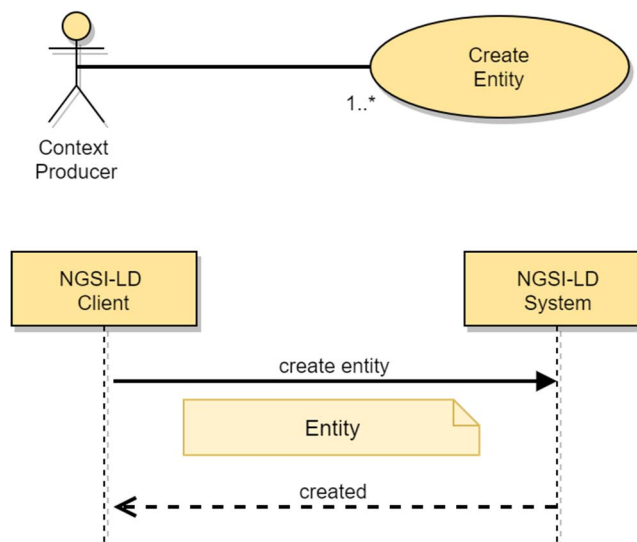 Create
Entity
1..*
Context
Producer
NGSI-LD
Client
NGSI-LD
System
create entity
Entity
created